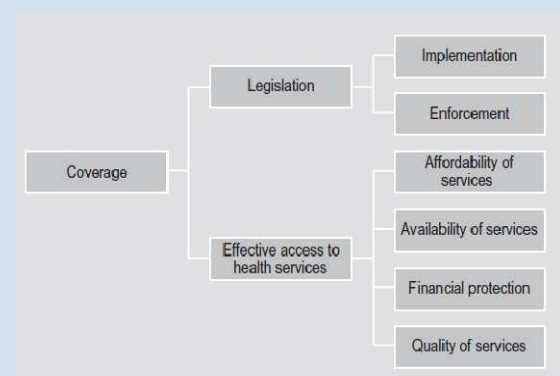 Implementation
Legislation
Enforcement
Coverage
Affordability of
services
Availability of services
Effective access to
health services
Financial protection
Quality of services